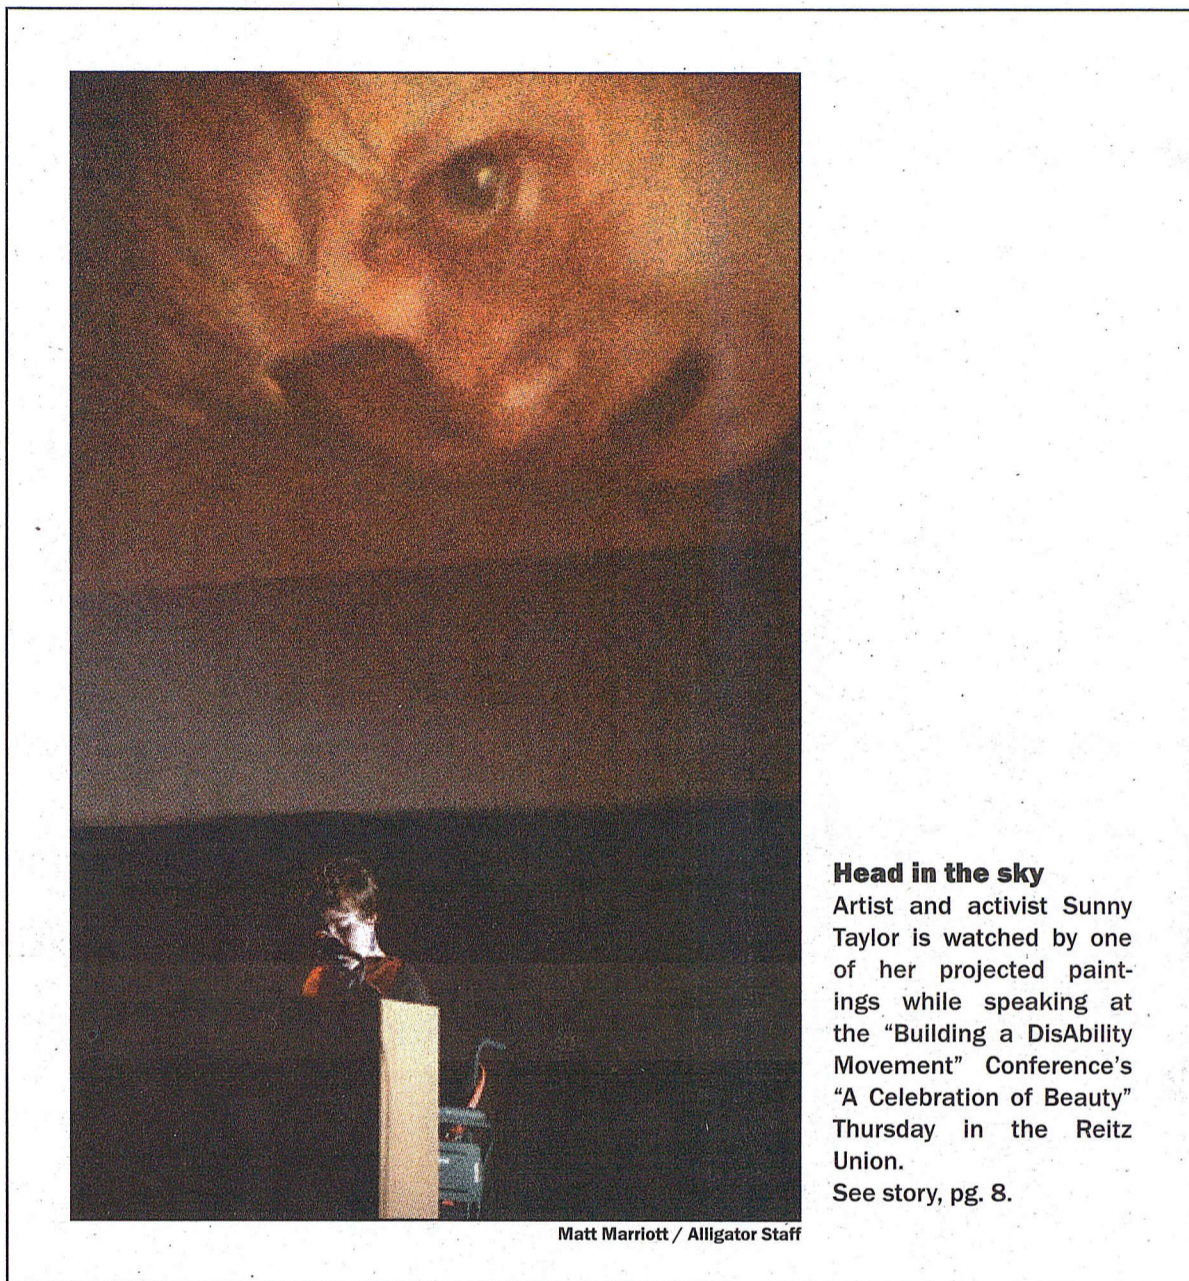 Head in the sky
Artist and activist Sunny
Taylor is watched by one
of her projected paint-
ings while speaking at
the “Building a DisAbility
Movement” Conference’s
“A Celebration of Beauty”
Thursday in the Reitz
Union.
See story, pg. 8.
Matt Marriott / Alligator Staff